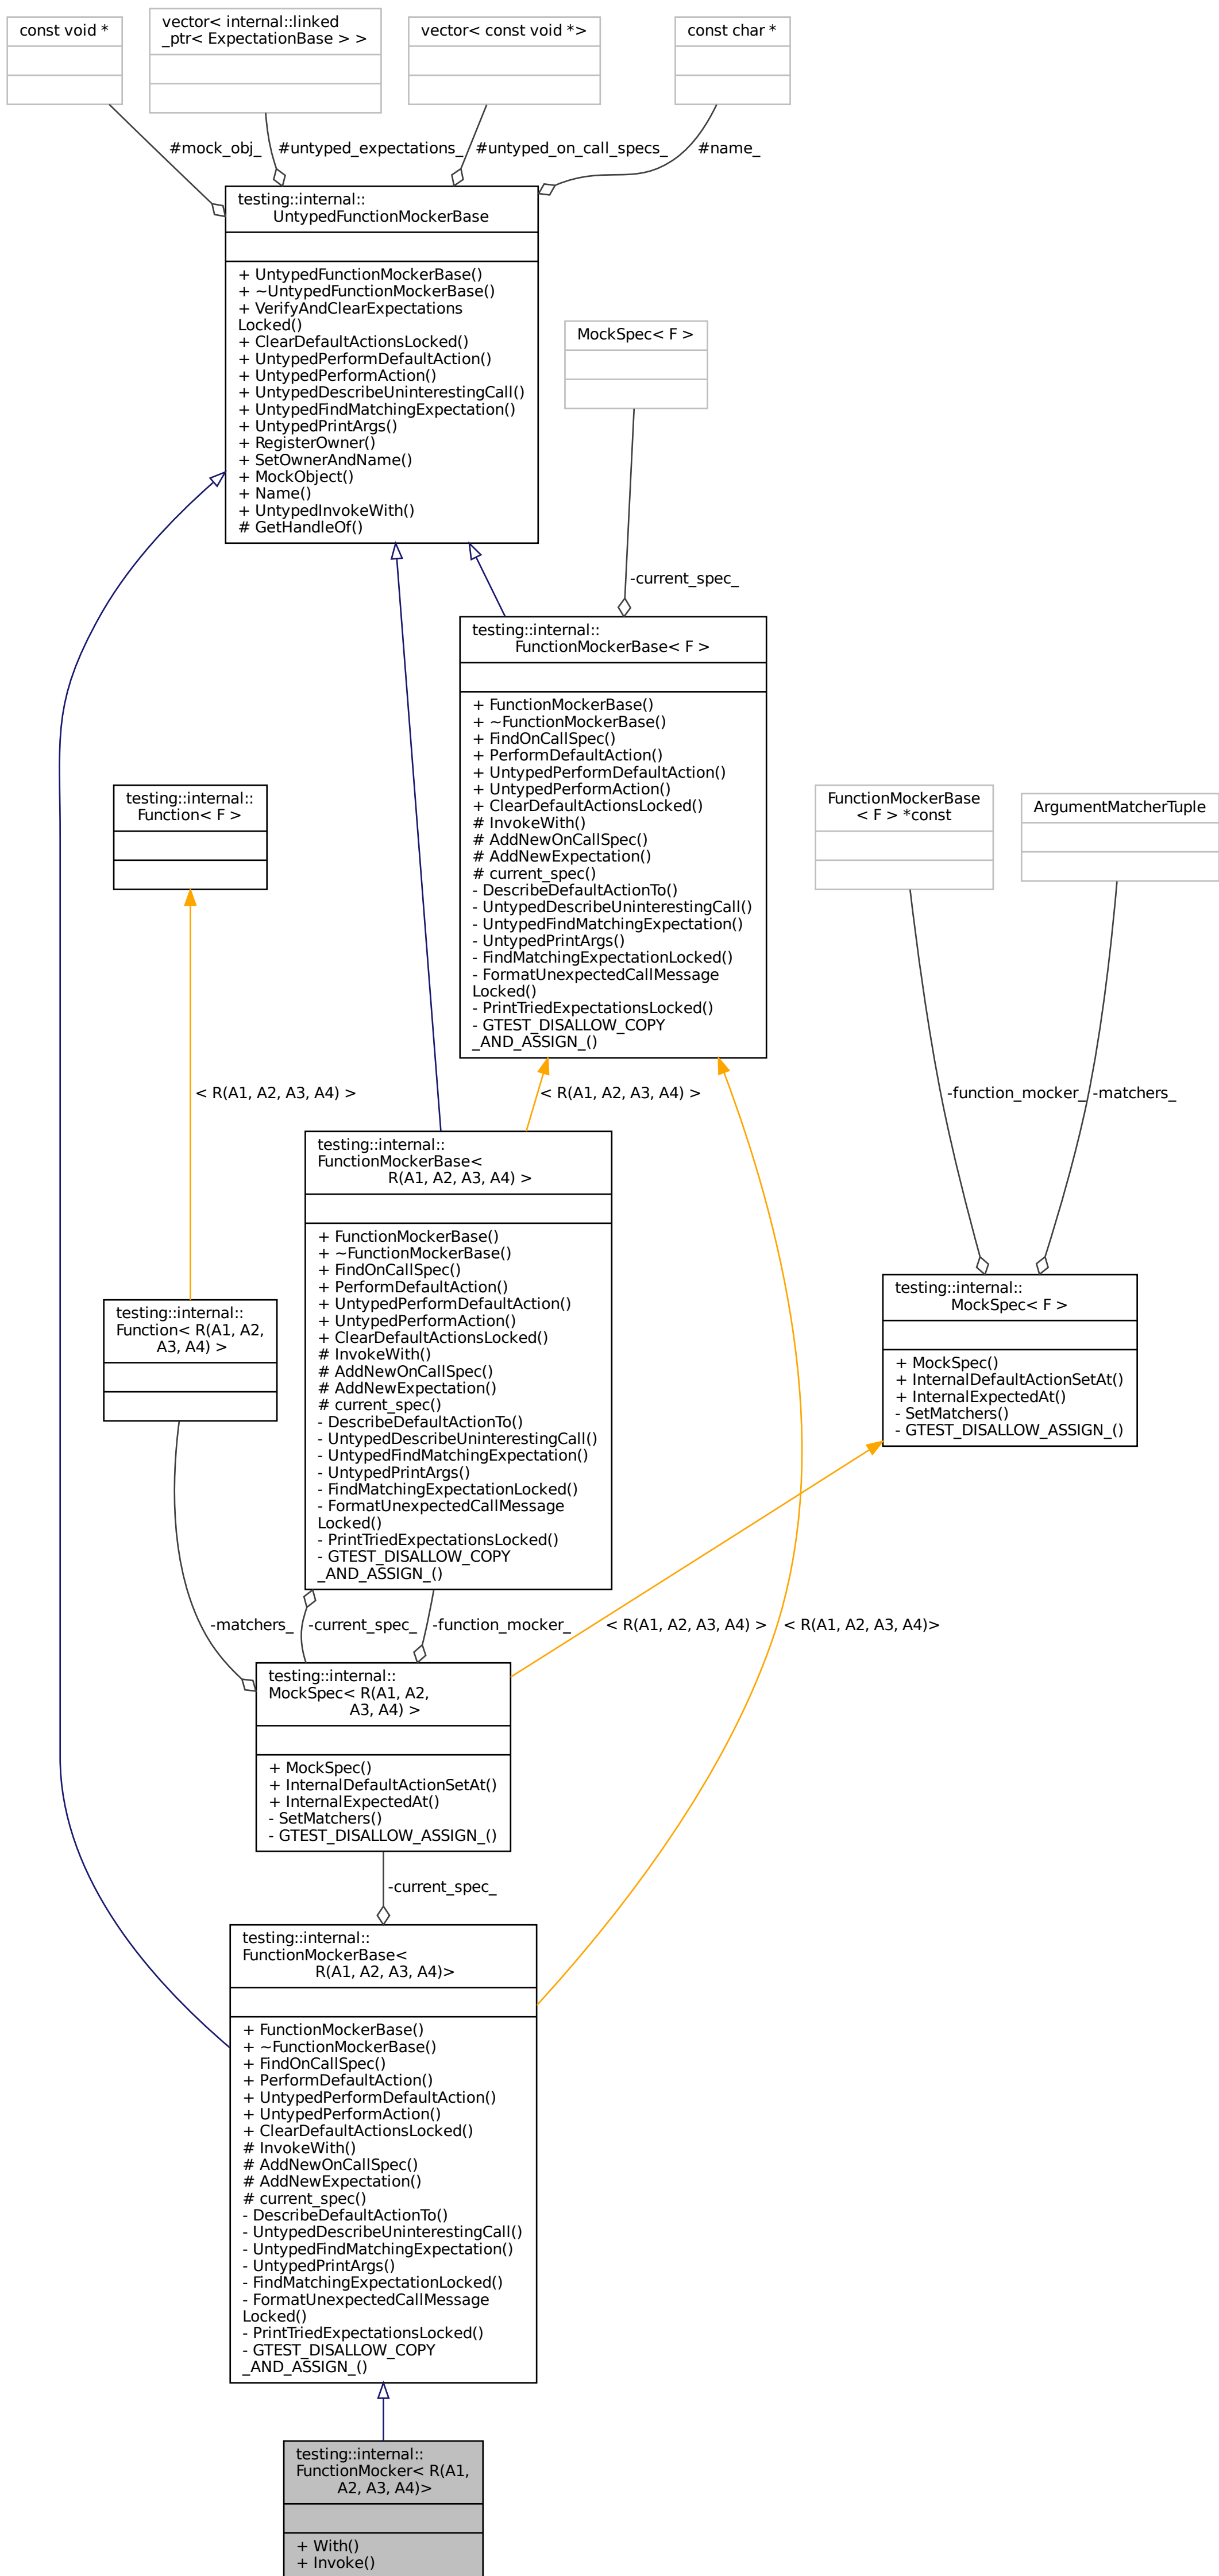 const void *
vector< internal::linked
_ptr< ExpectationBase > >
vector< const void *>
const char *
#mock_obj_
#untyped_expectations_
#untyped_on_call_specs_
#name_
testing::internal::
UntypedFunctionMockerBase
+ UntypedFunctionMockerBase()
+ ~UntypedFunctionMockerBase()
+ VerifyAndClearExpectations
Locked()
+ ClearDefaultActionsLocked()
+ UntypedPerformDefaultAction()
+ UntypedPerformAction()
+ UntypedDescribeUninterestingCall()
+ UntypedFindMatchingExpectation()
+ UntypedPrintArgs()
+ RegisterOwner()
+ SetOwnerAndName()
+ MockObject()
+ Name()
+ UntypedInvokeWith()
# GetHandleOf()
MockSpec< F >
-current_spec_
testing::internal::
FunctionMockerBase< F >
+ FunctionMockerBase()
+ ~FunctionMockerBase()
+ FindOnCallSpec()
+ PerformDefaultAction()
+ UntypedPerformDefaultAction()
+ UntypedPerformAction()
+ ClearDefaultActionsLocked()
# InvokeWith()
# AddNewOnCallSpec()
# AddNewExpectation()
# current_spec()
- DescribeDefaultActionTo()
- UntypedDescribeUninterestingCall()
- UntypedFindMatchingExpectation()
- UntypedPrintArgs()
- FindMatchingExpectationLocked()
- FormatUnexpectedCallMessage
Locked()
- PrintTriedExpectationsLocked()
- GTEST_DISALLOW_COPY
_AND_ASSIGN_()
testing::internal::
Function< F >
FunctionMockerBase
< F > *const
ArgumentMatcherTuple
< R(A1, A2, A3, A4) >
< R(A1, A2, A3, A4) >
-function_mocker_
-matchers_
testing::internal::
FunctionMockerBase<
R(A1, A2, A3, A4) >
+ FunctionMockerBase()
+ ~FunctionMockerBase()
+ FindOnCallSpec()
+ PerformDefaultAction()
+ UntypedPerformDefaultAction()
+ UntypedPerformAction()
+ ClearDefaultActionsLocked()
# InvokeWith()
# AddNewOnCallSpec()
# AddNewExpectation()
# current_spec()
- DescribeDefaultActionTo()
- UntypedDescribeUninterestingCall()
- UntypedFindMatchingExpectation()
- UntypedPrintArgs()
- FindMatchingExpectationLocked()
- FormatUnexpectedCallMessage
Locked()
- PrintTriedExpectationsLocked()
- GTEST_DISALLOW_COPY
_AND_ASSIGN_()
testing::internal::
MockSpec< F >
+ MockSpec()
+ InternalDefaultActionSetAt()
+ InternalExpectedAt()
- SetMatchers()
- GTEST_DISALLOW_ASSIGN_()
testing::internal::
Function< R(A1, A2,
A3, A4) >
-matchers_
-current_spec_
-function_mocker_
< R(A1, A2, A3, A4) >
< R(A1, A2, A3, A4)>
testing::internal::
MockSpec< R(A1, A2,
A3, A4) >
+ MockSpec()
+ InternalDefaultActionSetAt()
+ InternalExpectedAt()
- SetMatchers()
- GTEST_DISALLOW_ASSIGN_()
-current_spec_
testing::internal::
FunctionMockerBase<
R(A1, A2, A3, A4)>
+ FunctionMockerBase()
+ ~FunctionMockerBase()
+ FindOnCallSpec()
+ PerformDefaultAction()
+ UntypedPerformDefaultAction()
+ UntypedPerformAction()
+ ClearDefaultActionsLocked()
# InvokeWith()
# AddNewOnCallSpec()
# AddNewExpectation()
# current_spec()
- DescribeDefaultActionTo()
- UntypedDescribeUninterestingCall()
- UntypedFindMatchingExpectation()
- UntypedPrintArgs()
- FindMatchingExpectationLocked()
- FormatUnexpectedCallMessage
Locked()
- PrintTriedExpectationsLocked()
- GTEST_DISALLOW_COPY
_AND_ASSIGN_()
testing::internal::
FunctionMocker< R(A1,
A2, A3, A4)>
+ With()
+ Invoke()